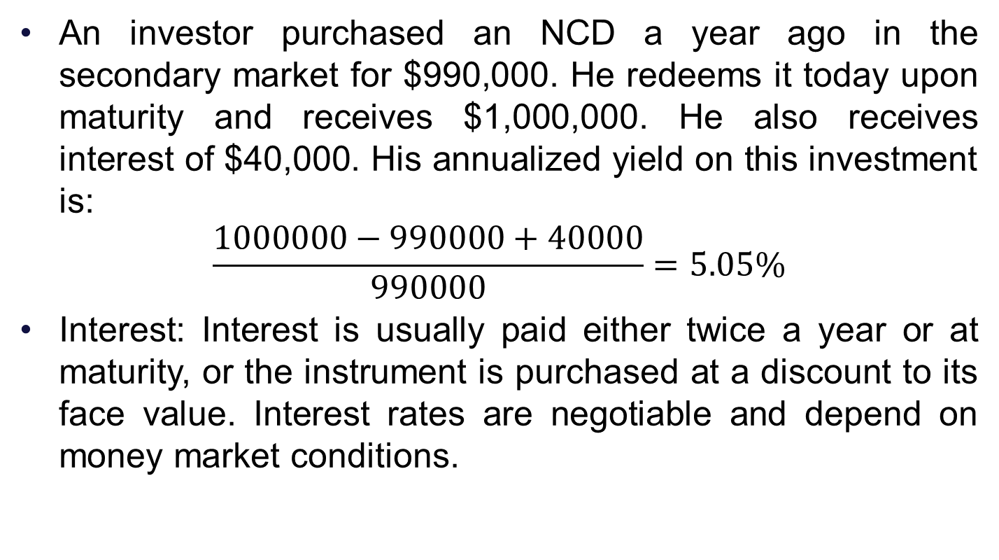 • An investor purchased an NCD a year ago in the
secondary market for $990,000. He redeems it today upon
maturity and receives $1,000,000. He also receives
interest of $40,000. His annualized yield on this investment
is:
1000000 − 990000 + 40000
= 5.05%
990000
• Interest: Interest is usually paid either twice a year or at
maturity, or the instrument is purchased at a discount to its
face value. Interest rates are negotiable and depend on
money market conditions.